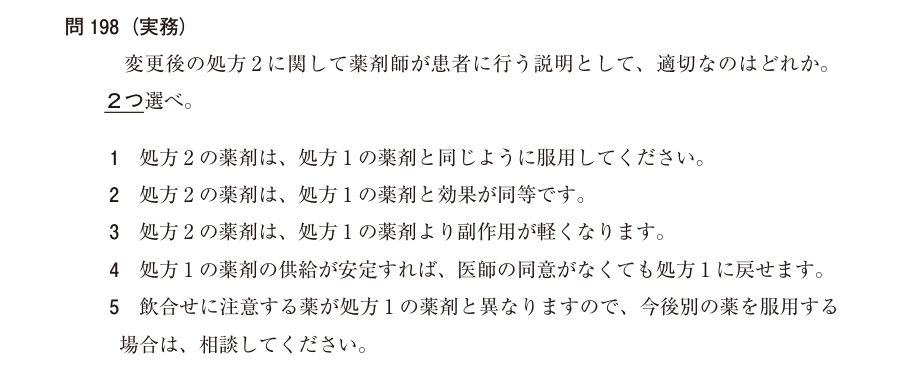 問 198（実務）
変更後の処方２に関して薬剤師が患者に行う説明として、適切なのはどれか。
２つ選べ。
1　処方２の薬剤は、処方１の薬剤と同じように服用してください。
2　処方２の薬剤は、処方１の薬剤と効果が同等です。
3　処方２の薬剤は、処方１の薬剤より副作用が軽くなります。
4　処方１の薬剤の供給が安定すれば、医師の同意がなくても処方１に戻せます。
5　飲合せに注意する薬が処方１の薬剤と異なりますので、今後別の薬を服用する
場合は、相談してください。